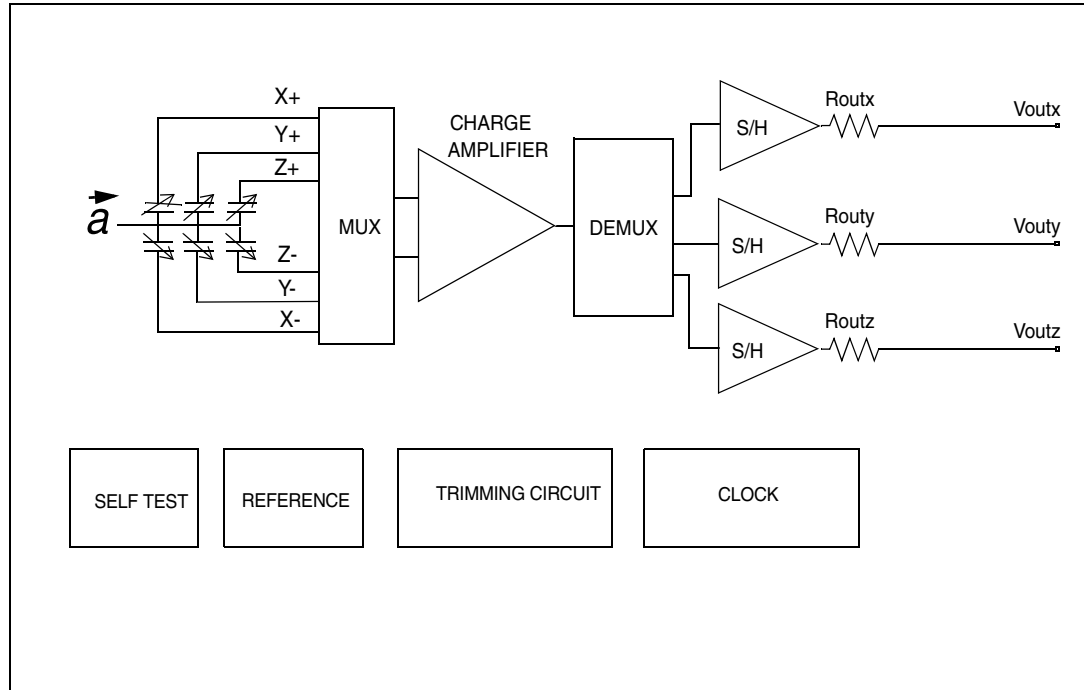 X+
Y+
Z+
a
Z-
Y-
X-
MUX
CHARGE
AMPLIFIER
DEMUX
S/H
Routx
Voutx
S/H
Routy
Vouty
S/H
Routz
Voutz
SELF TEST
REFERENCE
TRIMMING CIRCUIT
CLOCK